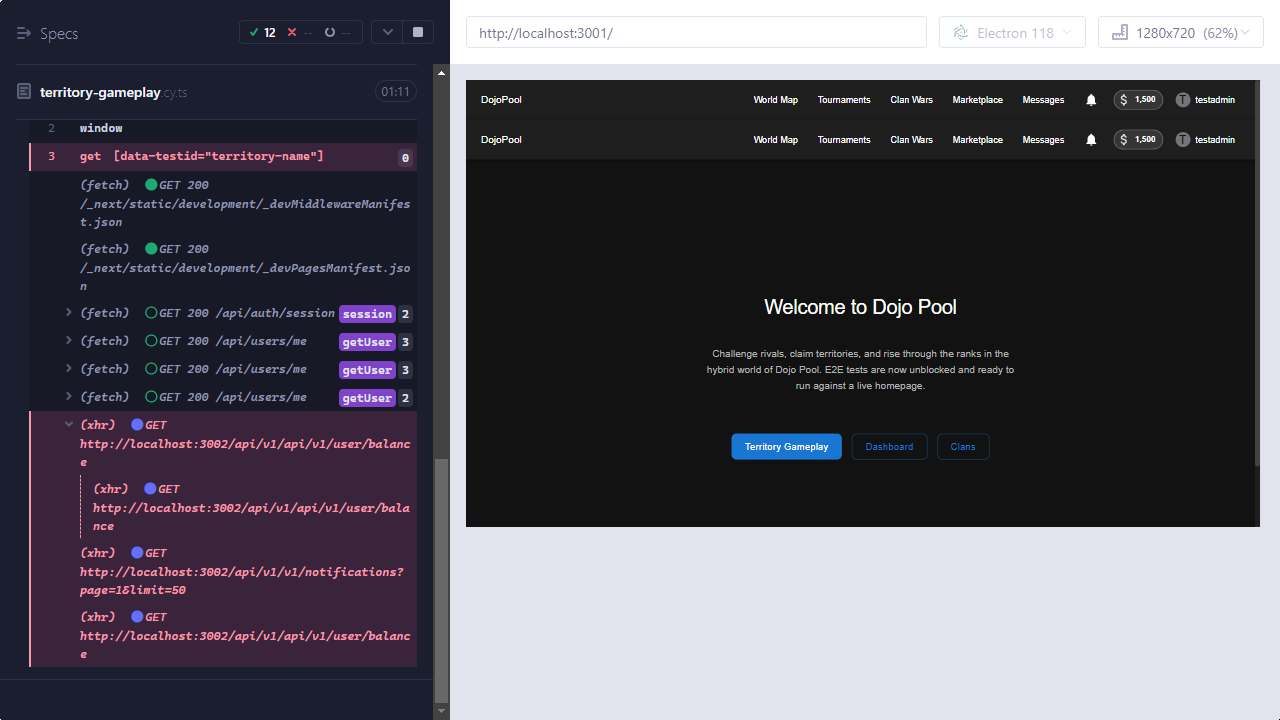 Specs
12 -- --
territory-gameplay.cy.ts 01:11
2 window
3 get [data-testid="territory-name"] 0
(fetch) GET 200
/_next/static/development/_devMiddlewareManifes
t.json
(fetch) GET 200
/_next/static/development/_devPagesManifest.jso
n
(fetch) GET 200 /api/auth/session session 2
(fetch) GET 200 /api/users/me getUser 3
(fetch) GET 200 /api/users/me getUser 3
(fetch) GET 200 /api/users/me getUser 2
(xhr) GET
http://localhost:3002/api/v1/api/v1/user/balanc
e
(xhr) GET
http://localhost:3002/api/v1/api/v1/user/bala
nce
(xhr) GET
http://localhost:3002/api/v1/v1/notifications?
page=1&limit=50
(xhr) GET
http://localhost:3002/api/v1/api/v1/user/balanc
e
http://localhost:3001/ Electron 118 1280x720 (62%)
DojoPool World Map Tournaments Clan Wars Marketplace Messages $ 1,500 T testadmin
DojoPool World Map Tournaments Clan Wars Marketplace Messages $ 1,500 T testadmin
Welcome to Dojo Pool
Challenge rivals, claim territories, and rise through the ranks in the
hybrid world of Dojo Pool. E2E tests are now unblocked and ready to
run against a live homepage.
Territory Gameplay Dashboard Clans